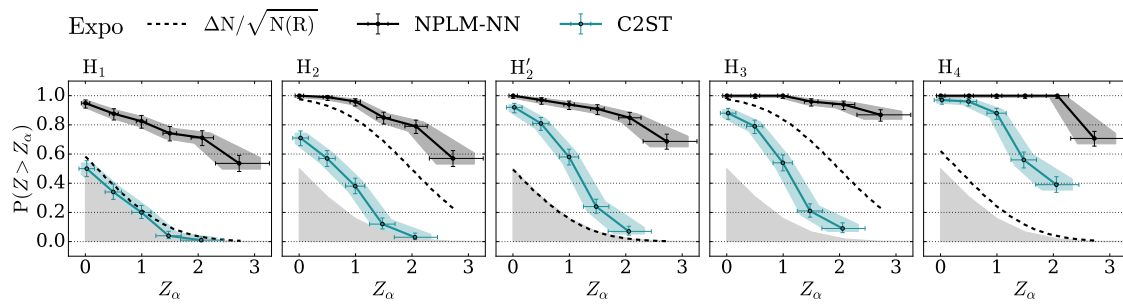 Expo ΔN/√N(R) NPLM-NN C2ST
H₁ H₂ H₂′ H₃ H₄
P(Z > Z_α)
1.0
0.8
0.6
0.4
0.2
0.0
0 1 2 3 0 1 2 3 0 1 2 3 0 1 2 3 0 1 2 3
Z_α Z_α Z_α Z_α Z_α